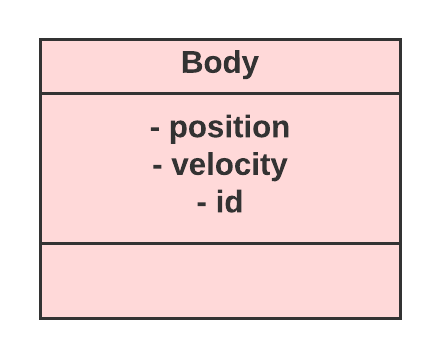 Body
- position
- velocity
- id